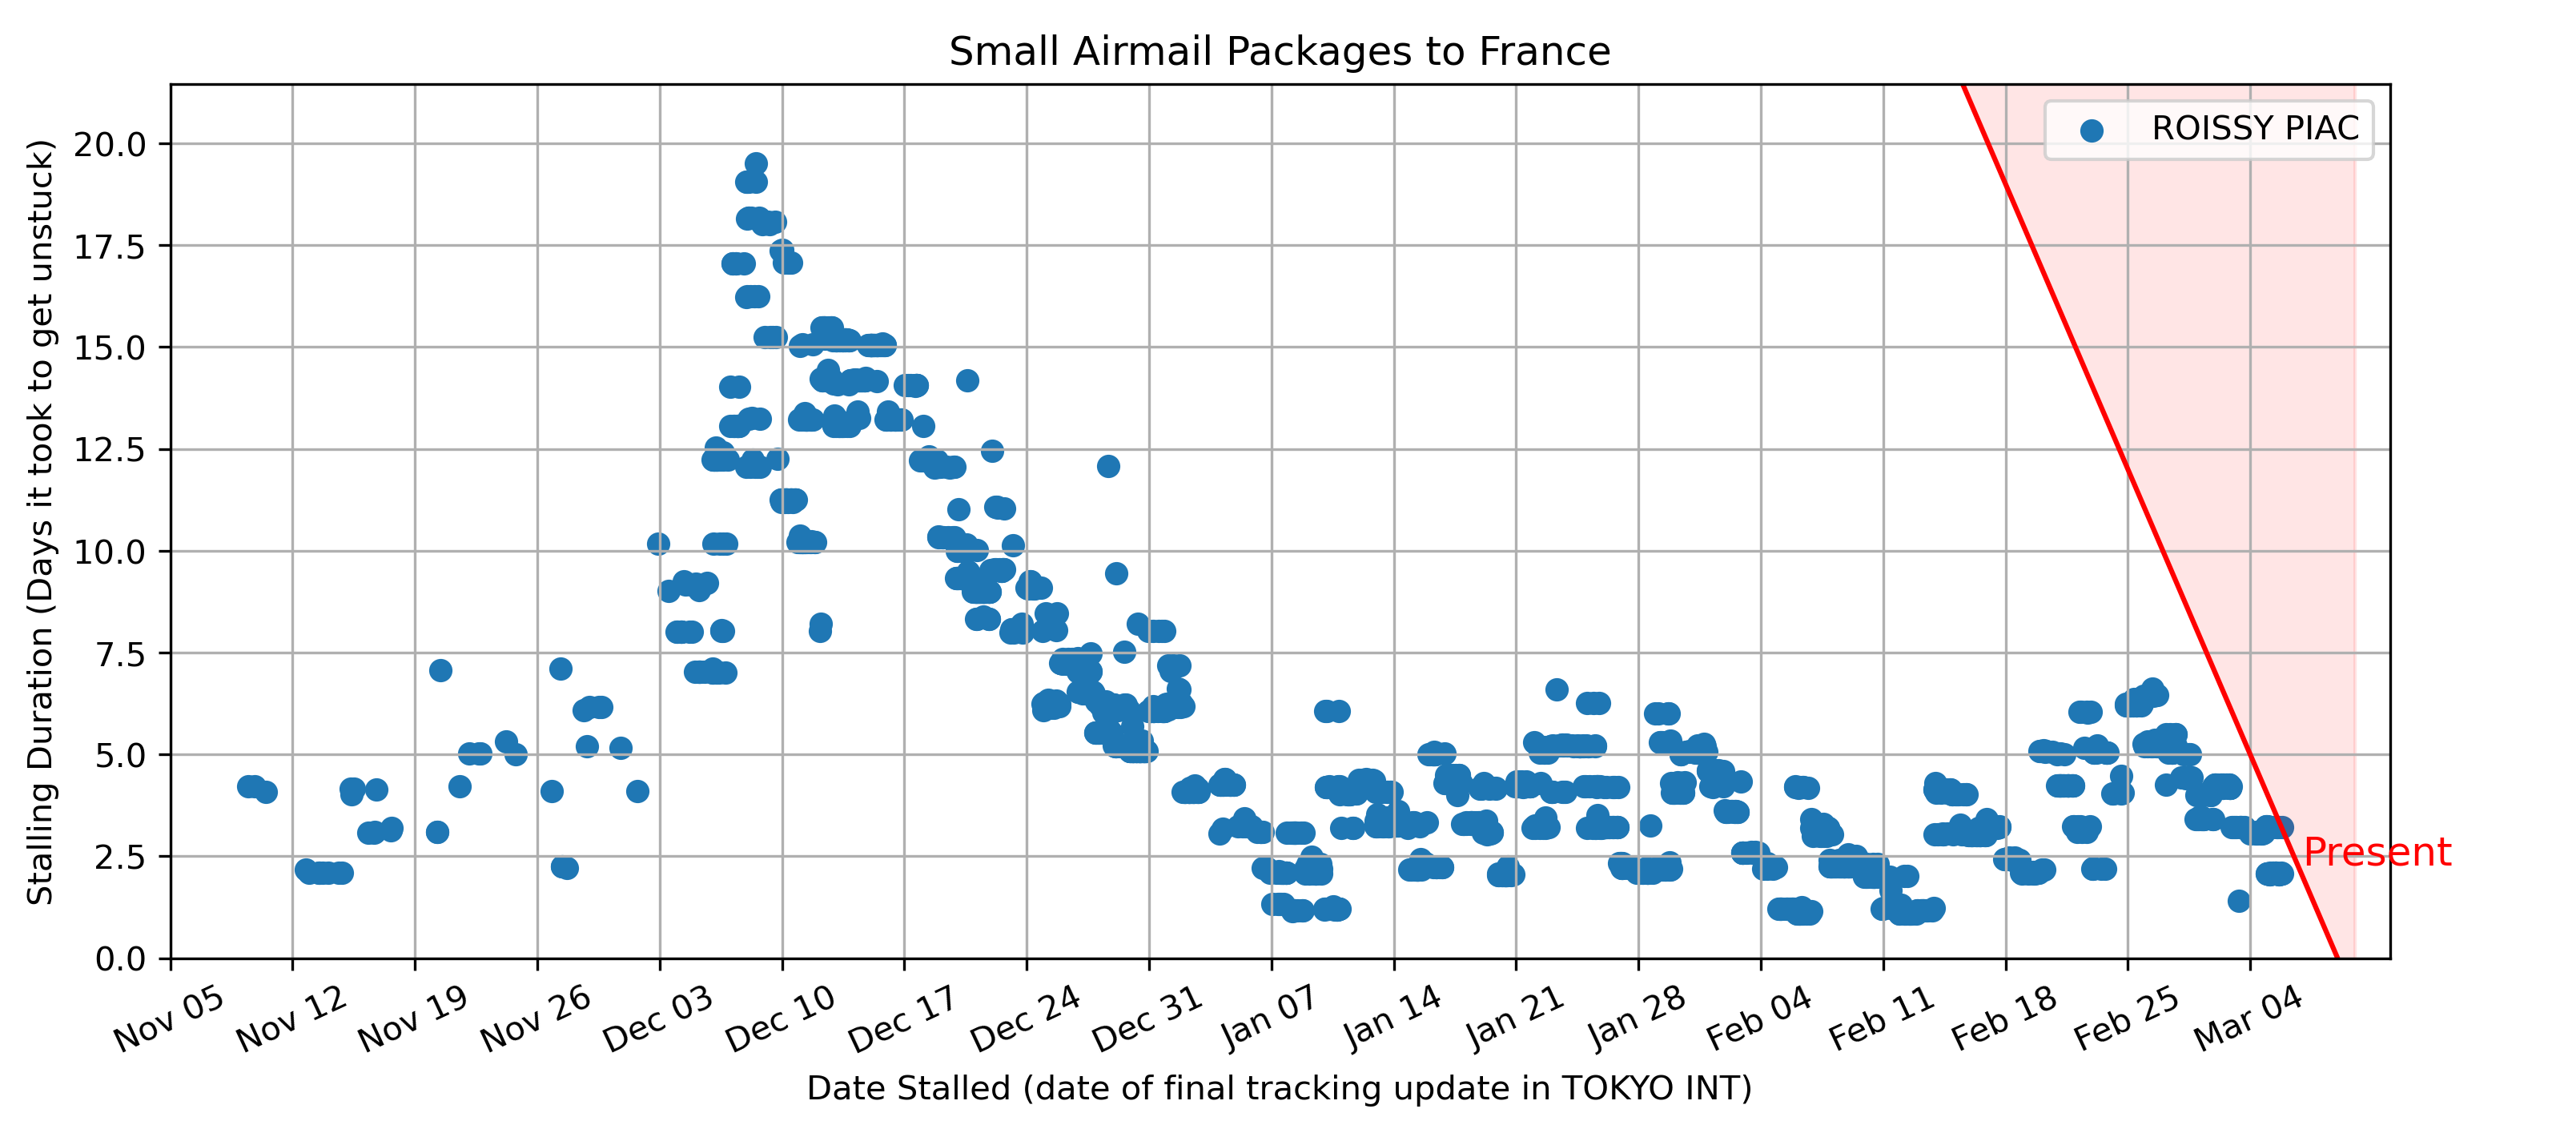 Small Airmail Packages to France
Stalling Duration (Days it took to get unstuck)
20.0
17.5
15.0
12.5
10.0
7.5
5.0
2.5
0.0
ROISSY PIAC
Present
Nov 05
Nov 12
Nov 19
Nov 26
Dec 03
Dec 10
Dec 17
Dec 24
Dec 31
Jan 07
Jan 14
Jan 21
Jan 28
Feb 04
Feb 11
Feb 18
Feb 25
Mar 04
Date Stalled (date of final tracking update in TOKYO INT)